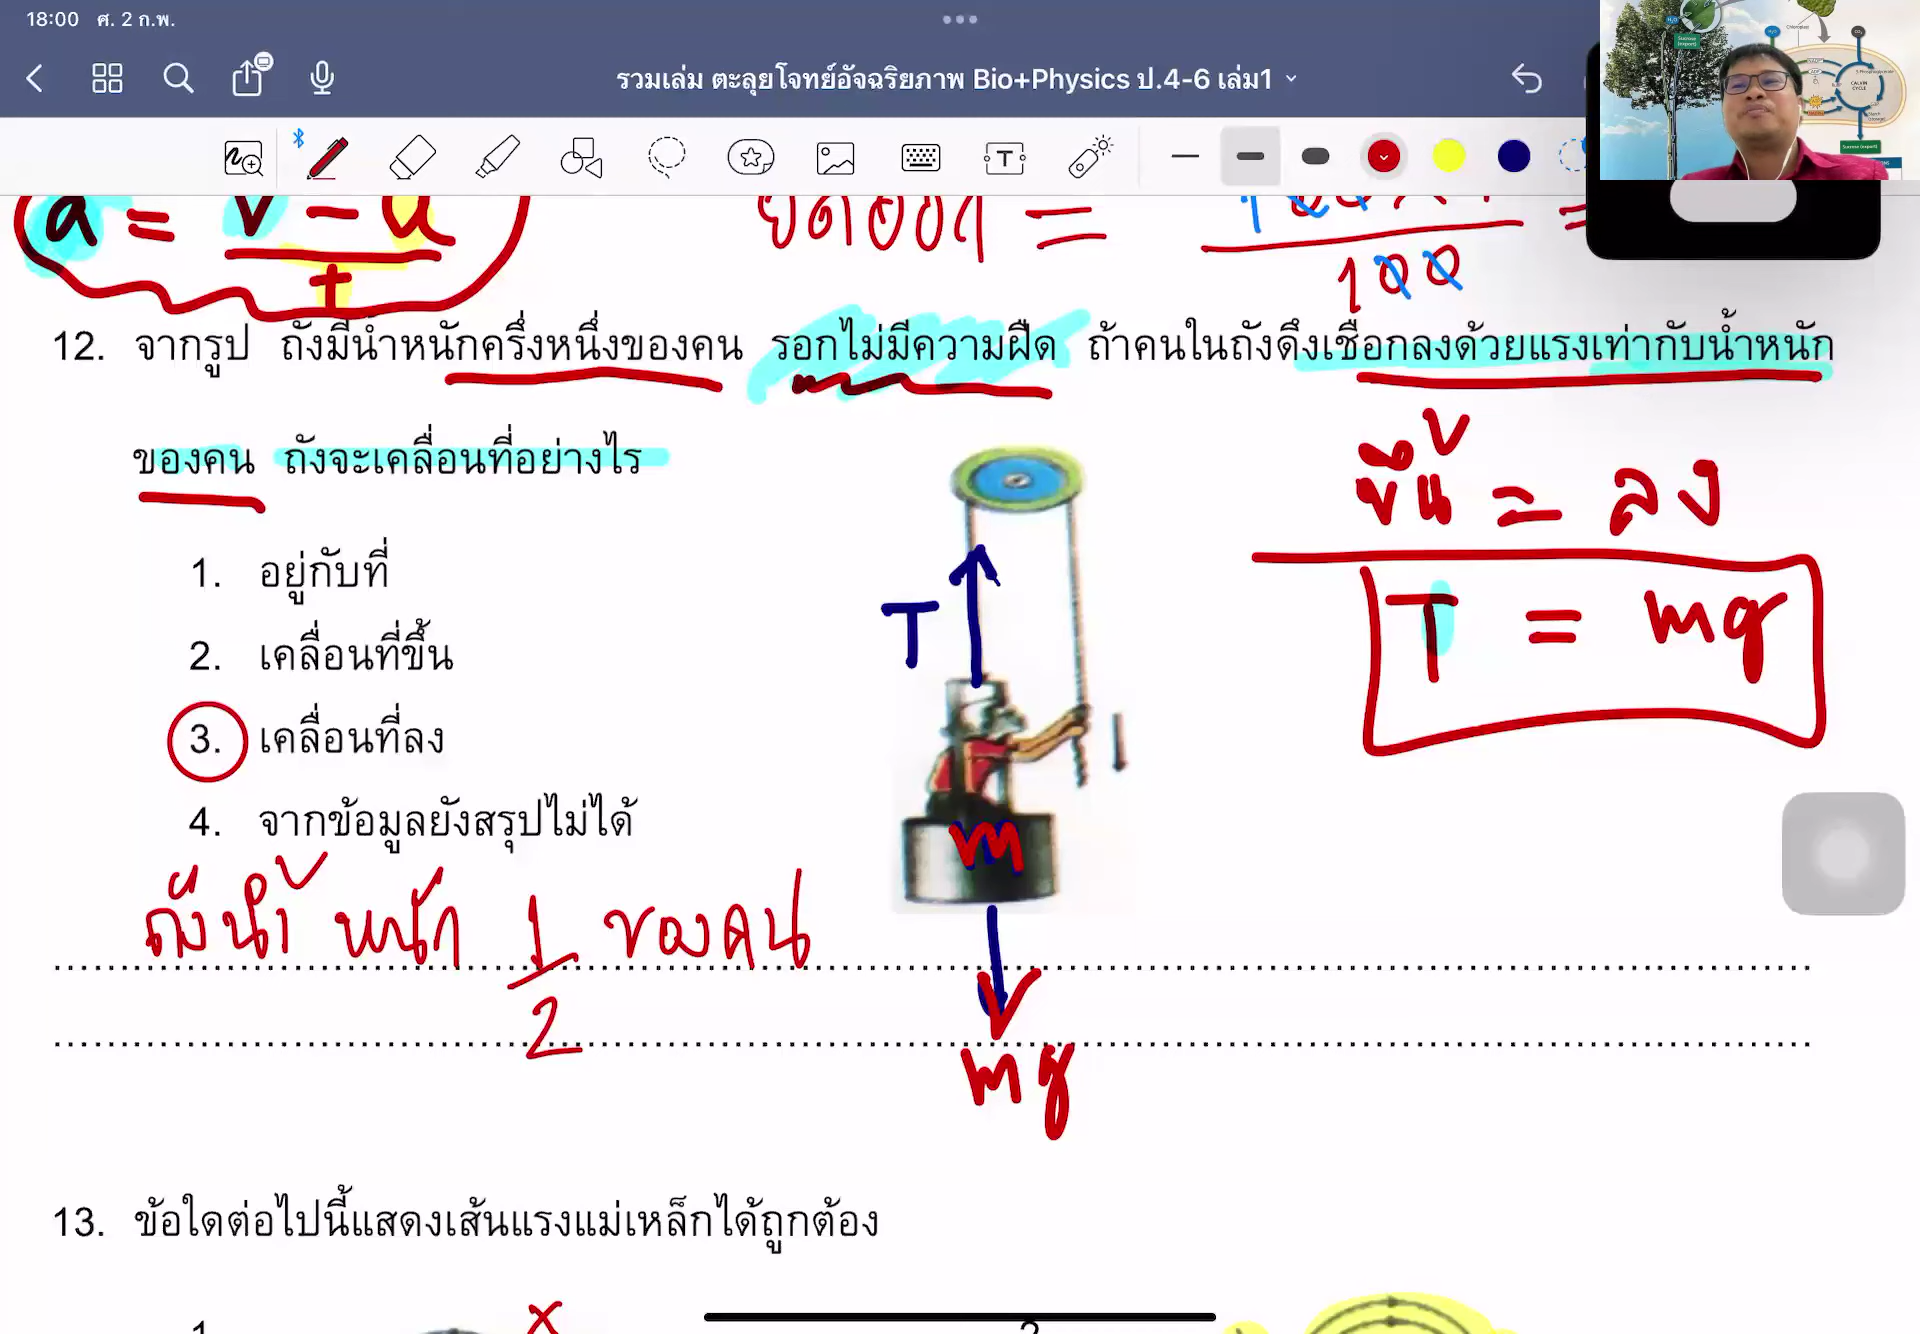 18:00 ศ. 2 ก.พ.
รวมเล่ม ตะลุยโจทย์อัจฉริยภาพ Bio+Physics ป.4-6 เล่ม1
a = v - u
t
ยืดออก =
100
12. จากรูป ถังมีน้ำหนักครึ่งหนึ่งของคน รอกไม่มีความฝืด ถ้าคนในถังดึงเชือกลงด้วยแรงเท่ากับน้ำหนัก
ของคน ถังจะเคลื่อนที่อย่างไร
ขึ้น = ลง
1. อยู่กับที่
T
T = mg
2. เคลื่อนที่ขึ้น
3. เคลื่อนที่ลง
4. จากข้อมูลยังสรุปไม่ได้
m
ถังน้ำ หนัก 1/2 ของคน
mg
13. ข้อใดต่อไปนี้แสดงเส้นแรงแม่เหล็กได้ถูกต้อง